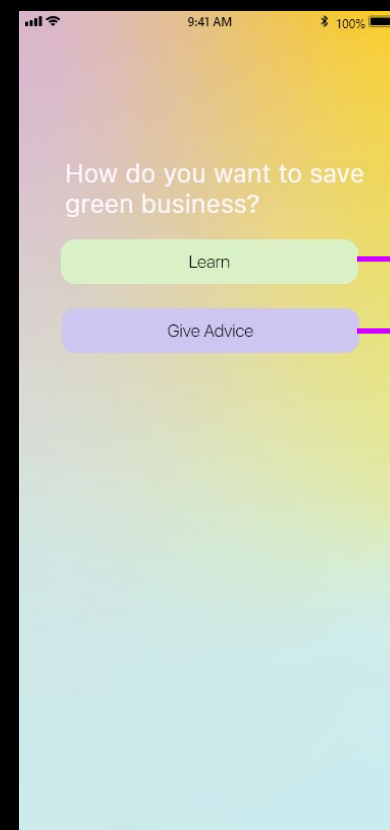 9:41 AM
100%
How do you want to save
green business?
Learn
Give Advice